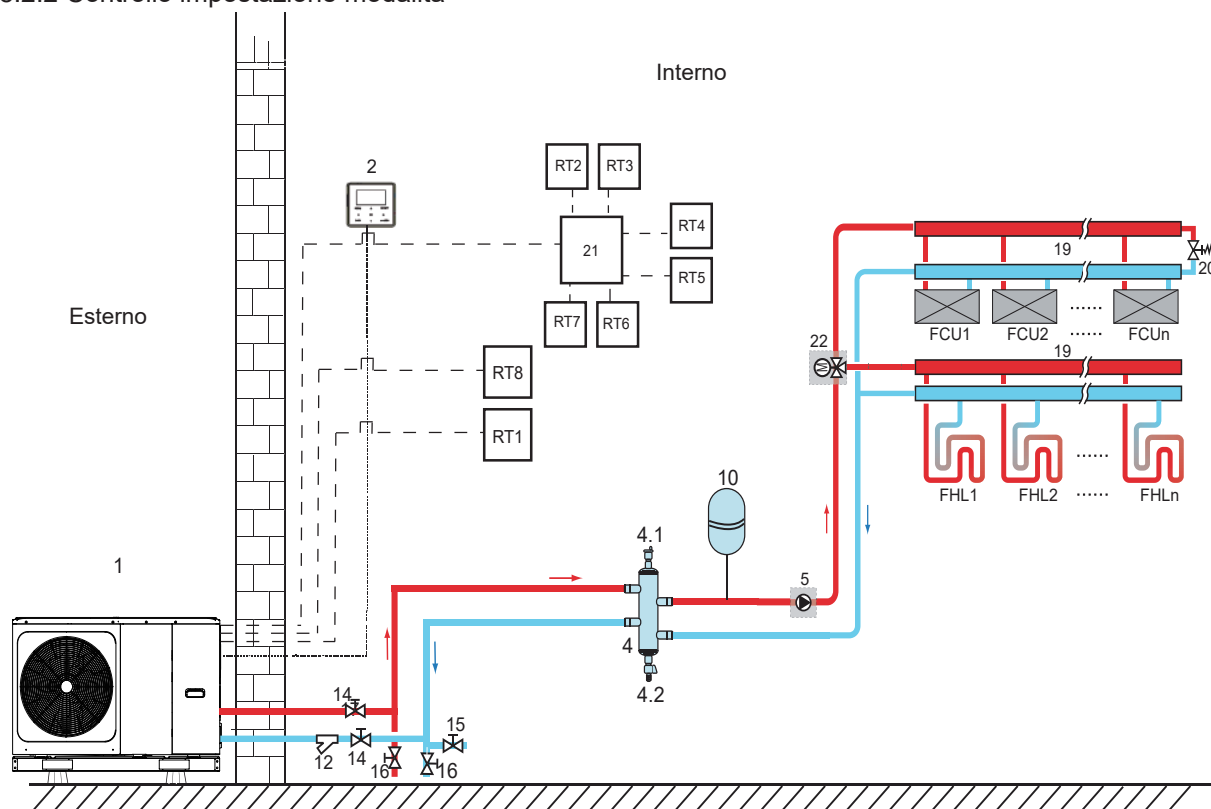 Controllo impostazione modalità
Interno
Esterno
2
RT2
RT3
RT4
21
RT5
RT7
RT6
RT8
RT1
19
20
FCU1
FCU2
......
......
FCUn
22
19
......
FHL1
FHL2
......
FHLn
10
4.1
5
4
4.2
1
14
15
12
14
16
16